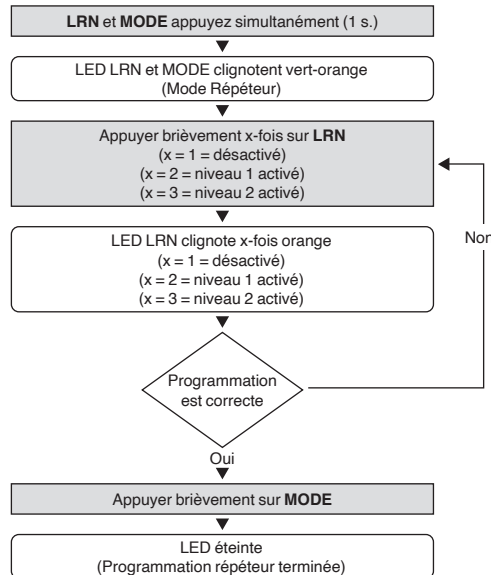 LRN et MODE appuyez simultanément (1 s.)
LED LRN et MODE clignotent vert-orange
(Mode Répéteur)
Appuyer brièvement x-fois sur LRN
(x = 1 = désactivé)
(x = 2 = niveau 1 activé)
(x = 3 = niveau 2 activé)
LED LRN clignote x-fois orange
(x = 1 = désactivé)
(x = 2 = niveau 1 activé)
(x = 3 = niveau 2 activé)
Non
Programmation
est correcte
Oui
Appuyer brièvement sur MODE
LED éteinte
(Programmation répéteur terminée)